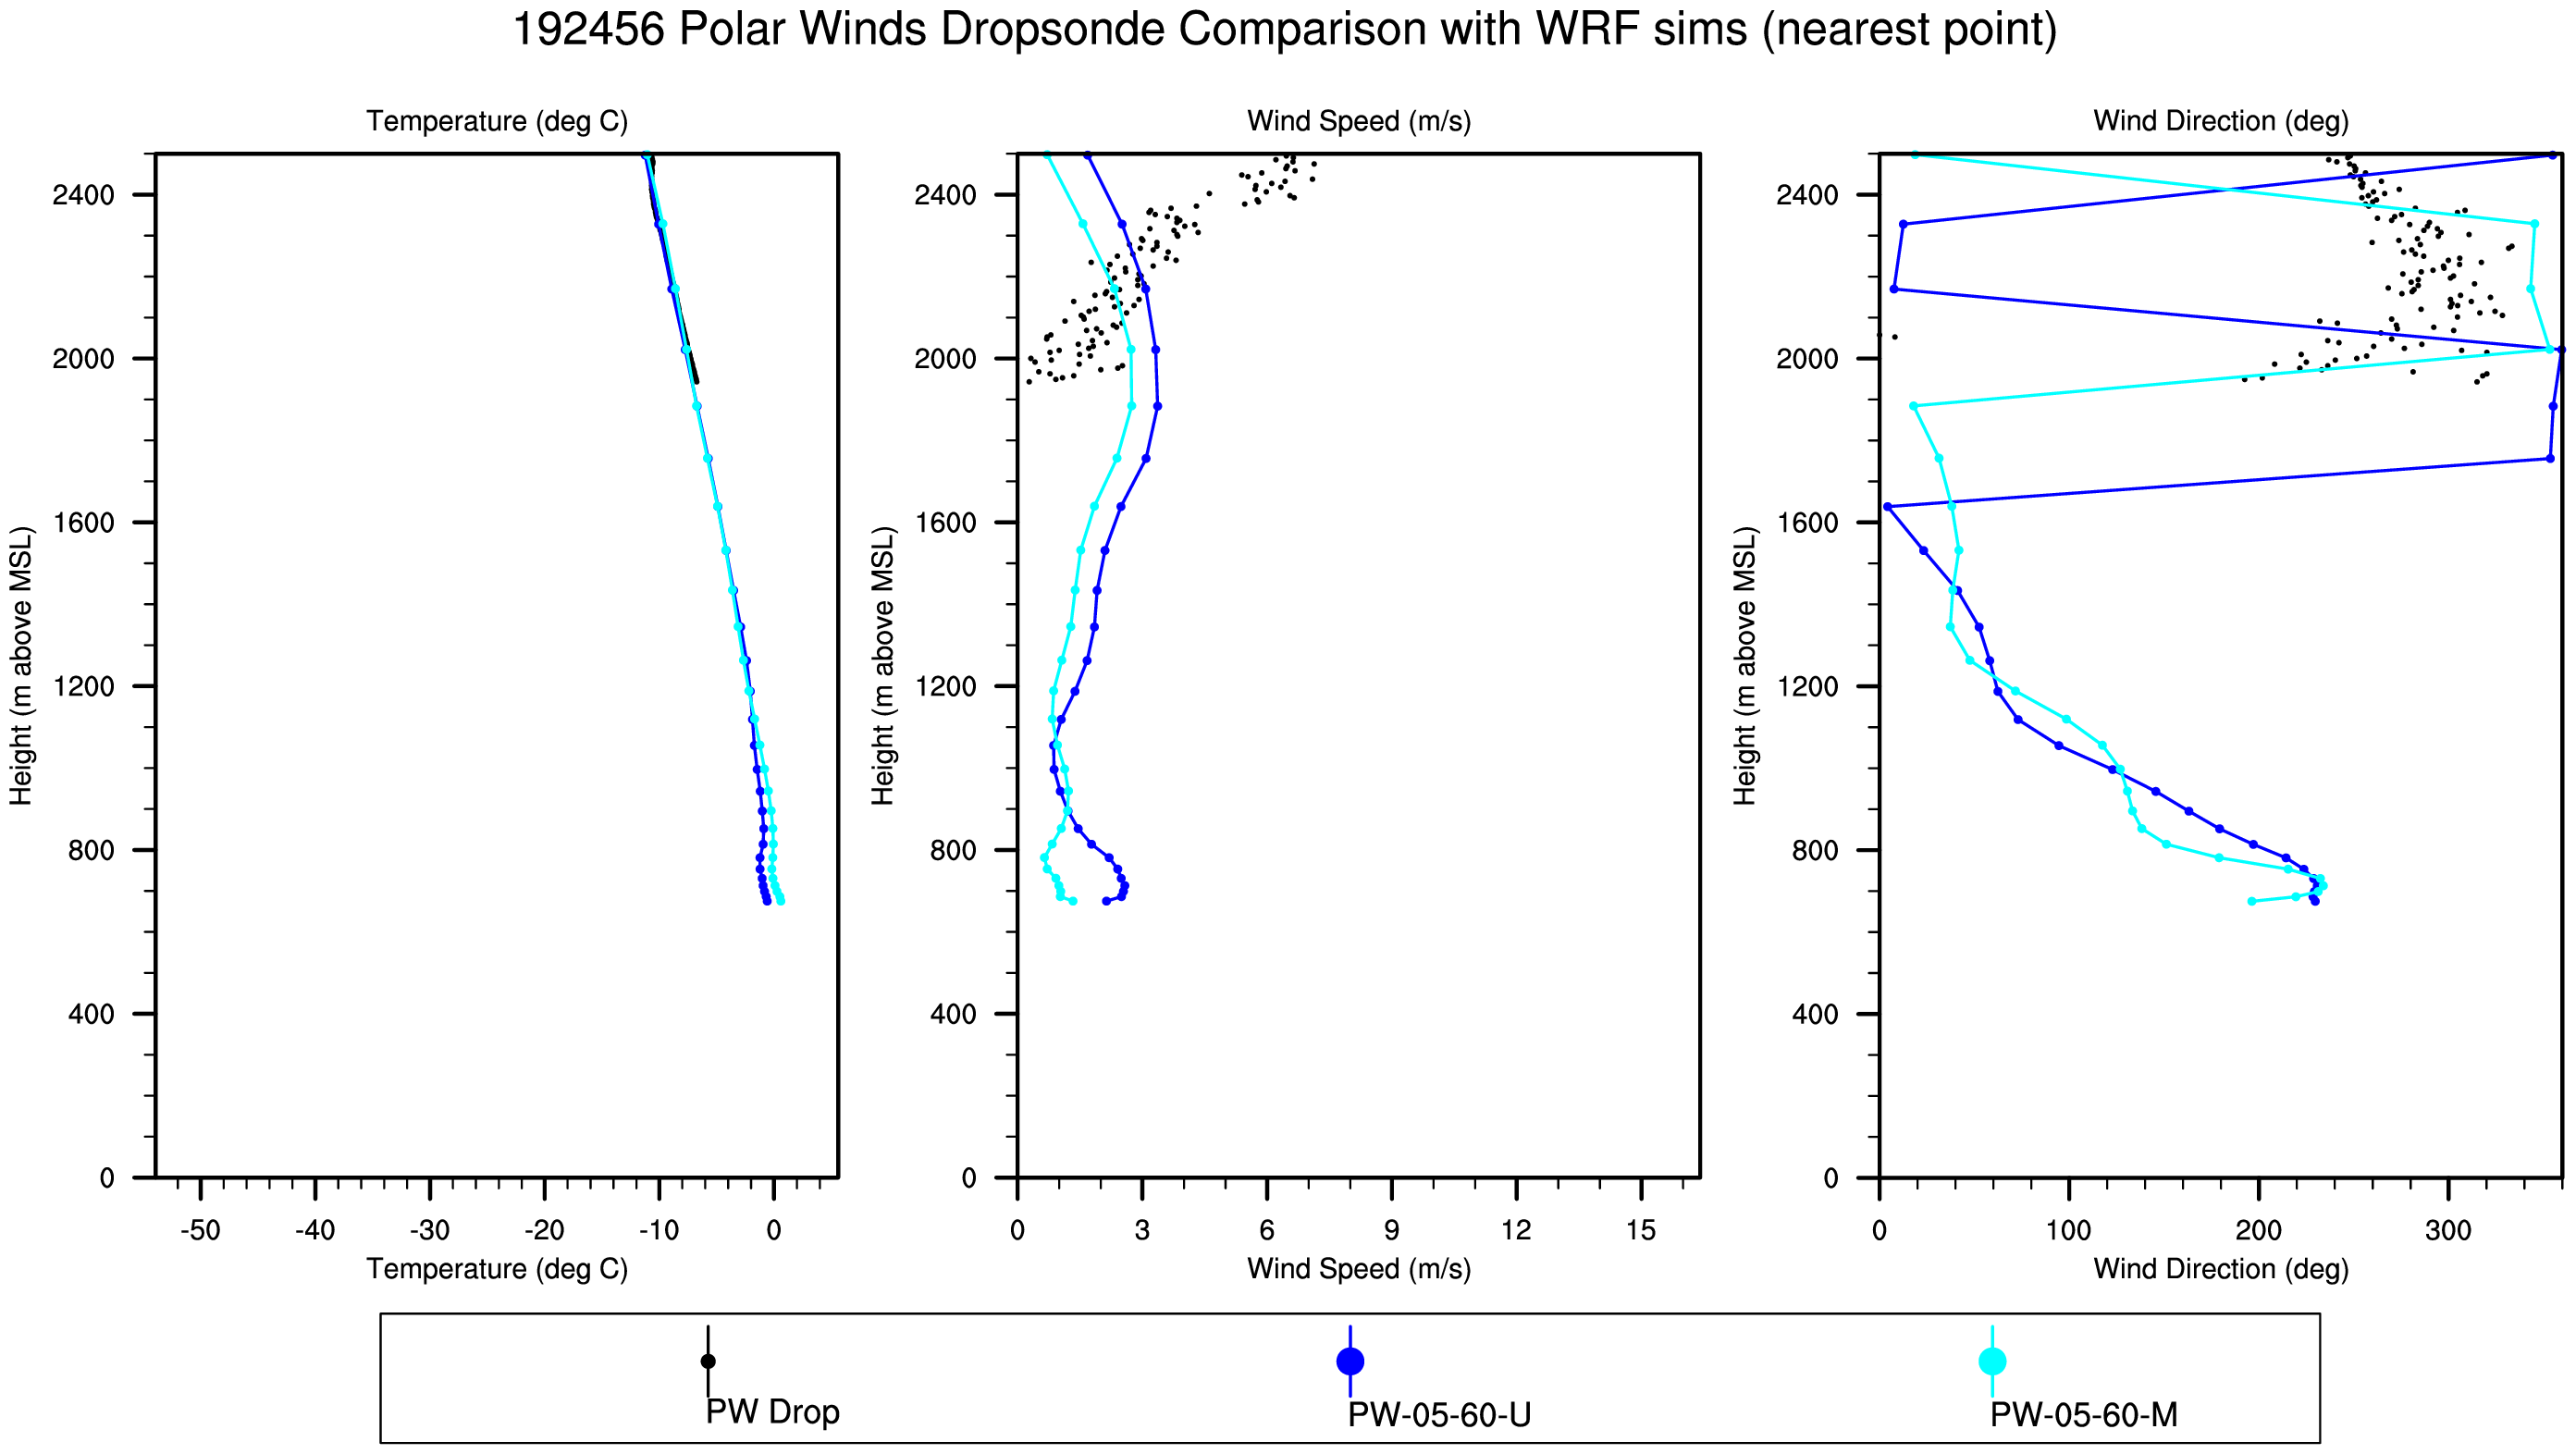 192456 Polar Winds Dropsonde Comparison with WRF sims (nearest point)
Temperature (deg C)
Wind Speed (m/s)
Wind Direction (deg)
Height (m above MSL)
2400
2000
1600
1200
800
400
0
-50 -40 -30 -20 -10 0
Temperature (deg C)
Height (m above MSL)
2400
2000
1600
1200
800
400
0
0 3 6 9 12 15
Wind Speed (m/s)
Height (m above MSL)
2400
2000
1600
1200
800
400
0
0 100 200 300
Wind Direction (deg)
PW Drop
PW-05-60-U
PW-05-60-M